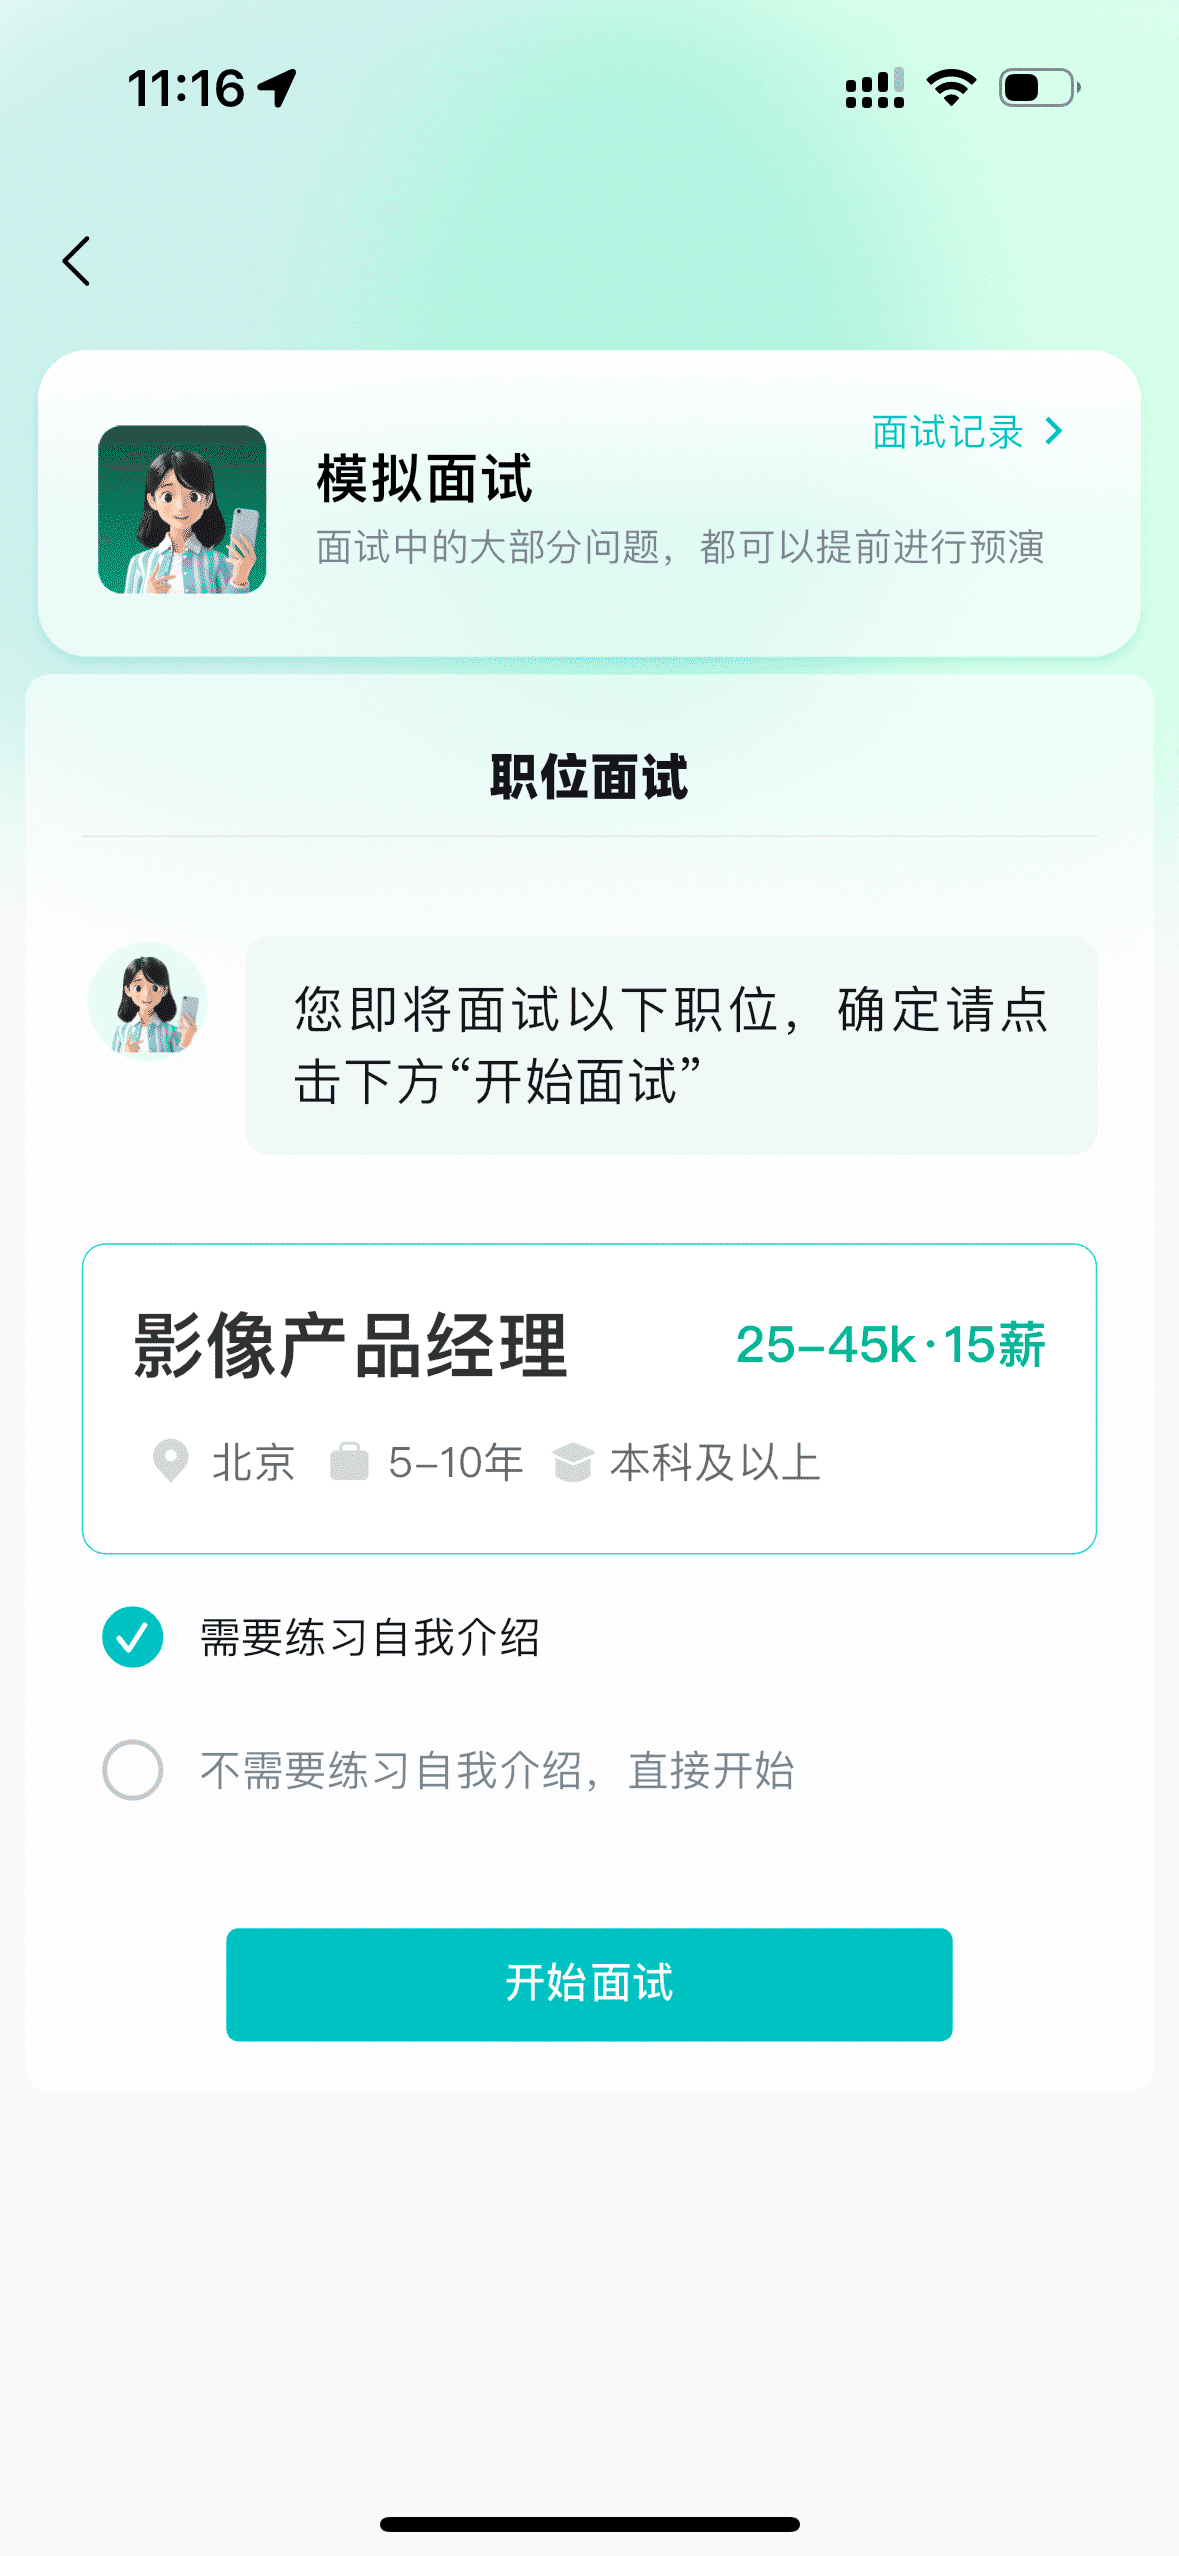 11:16
面试记录
模拟面试
面试中的大部分问题，都可以提前进行预演
职位面试
您即将面试以下职位，确定请点
击下方“开始面试”
影像产品经理 25-45k·15薪
北京 5-10年 本科及以上
需要练习自我介绍
不需要练习自我介绍，直接开始
开始面试